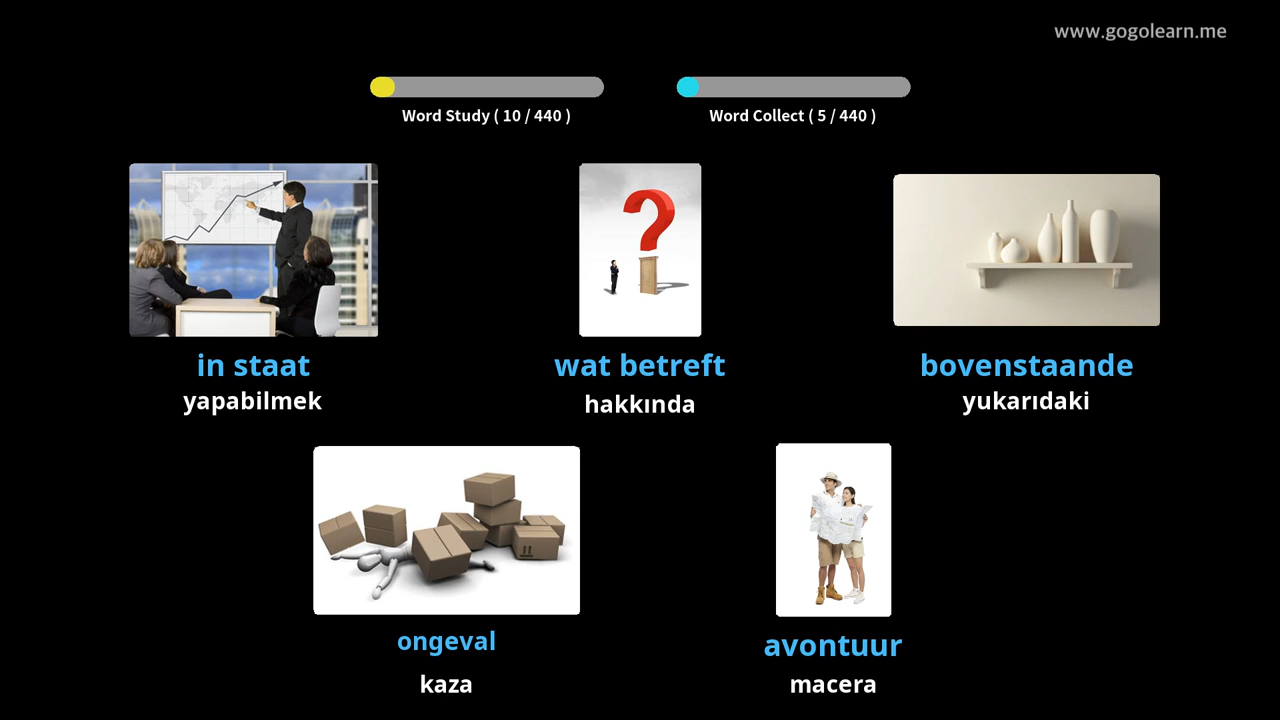 www.gogolearn.me
Word Study ( 10 / 440 )
Word Collect ( 5 / 440 )
in staat
yapabilmek
wat betreft
hakkında
bovenstaande
yukarıdaki
ongeval
kaza
avontuur
macera